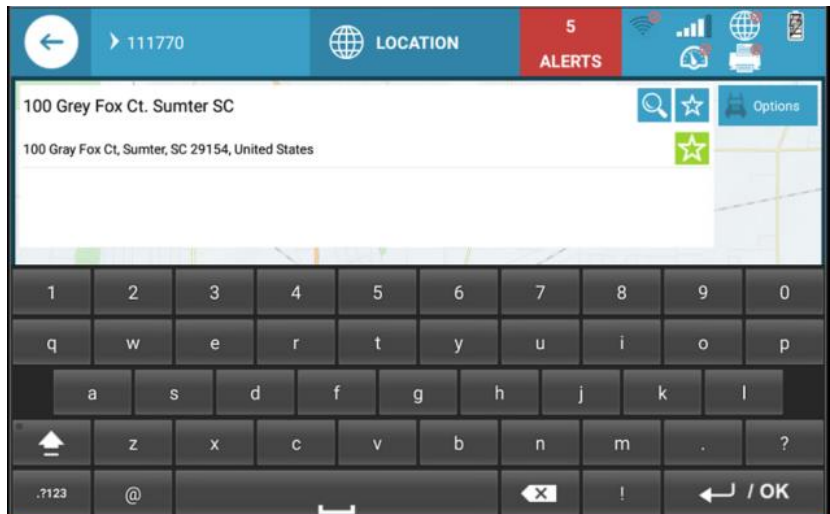 111770
LOCATION
5
ALERTS
100 Grey Fox Ct. Sumter SC
Options
100 Gray Fox Ct, Sumter, SC 29154, United States
1 2 3 4 5 6 7 8 9 0
q w e r t y u i o p
a s d f g h j k l
z x c v b n m . ?
.?123 @ ! / OK